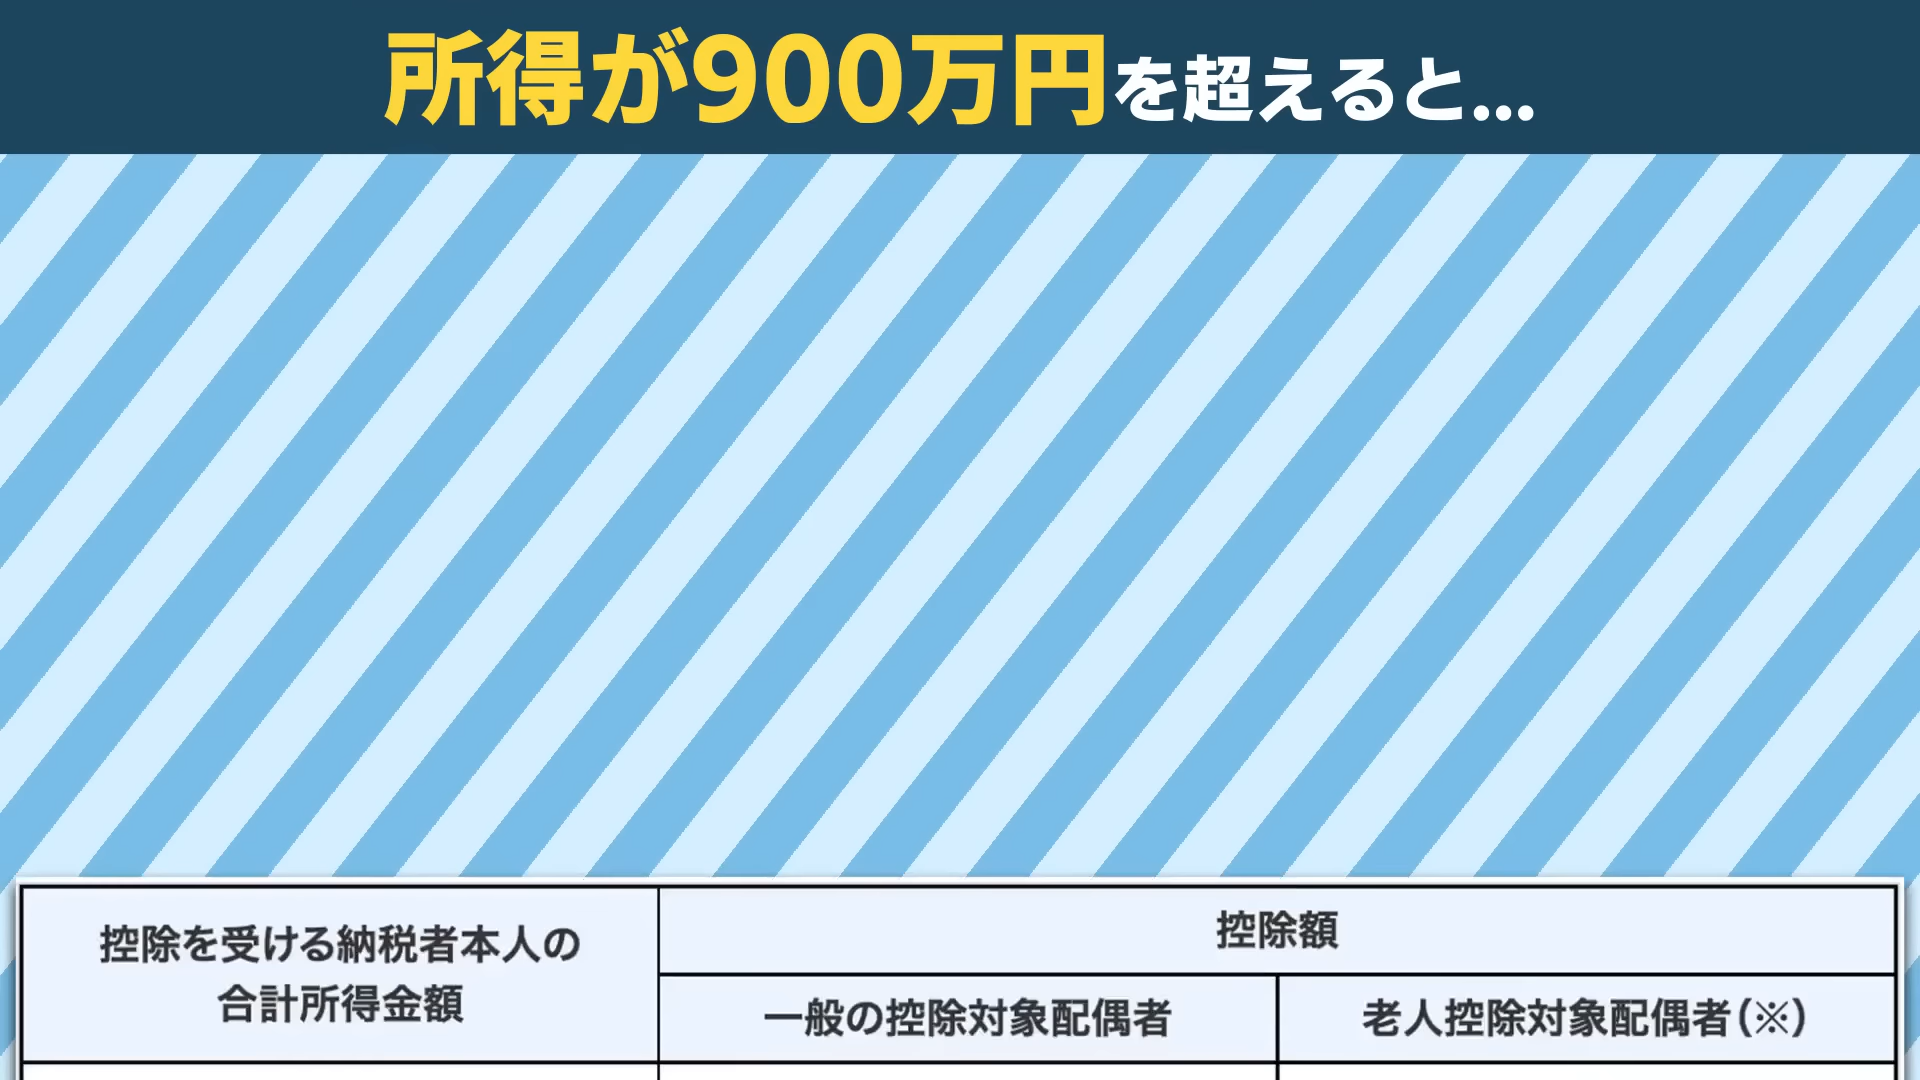 所得が900万円を超えると...
控除を受ける納税者本人の
合計所得金額
控除額
一般の控除対象配偶者
老人控除対象配偶者(※)